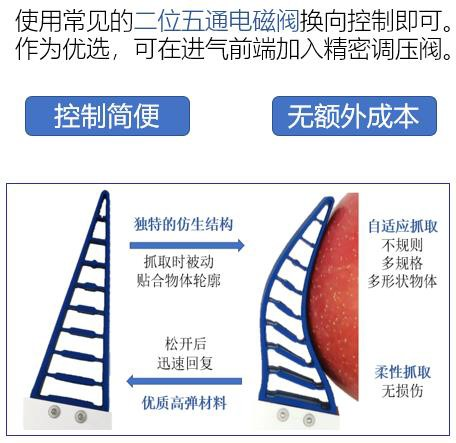 使用常见的二位五通电磁阀换向控制即可。
作为优选，可在进气前端加入精密调压阀。
控制简便
无额外成本
独特的仿生结构
抓取时被动
贴合物体轮廓
松开后
迅速回复
优质高弹材料
自适应抓取
不规则
多规格
多形状物体
柔性抓取
无损伤